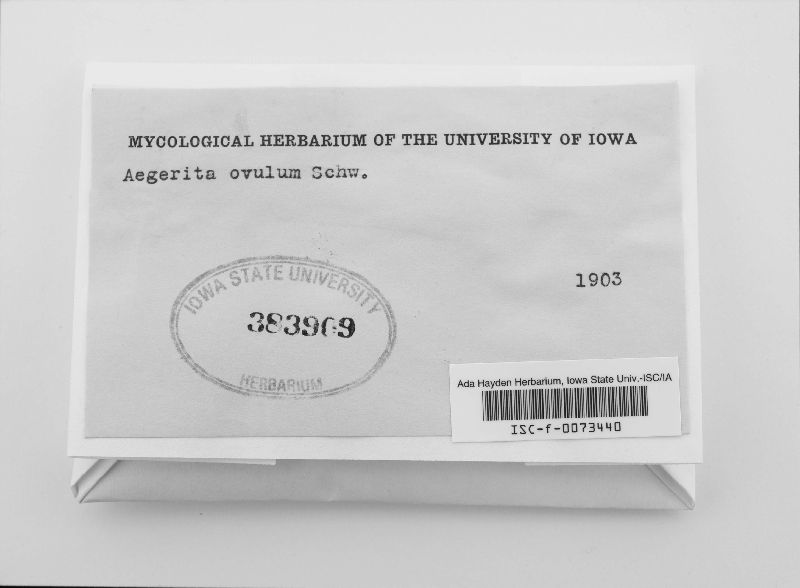 MYCOLOGICAL HERBARIUM OF THE UNIVERSITY OF IOWA
Aegerita ovulum Schw.
1903
IOWA STATE UNIVERSITY
383969
HERBARIUM
Ada Hayden Herbarium, Iowa State Univ.-ISC/IA
ISC-f-0073440